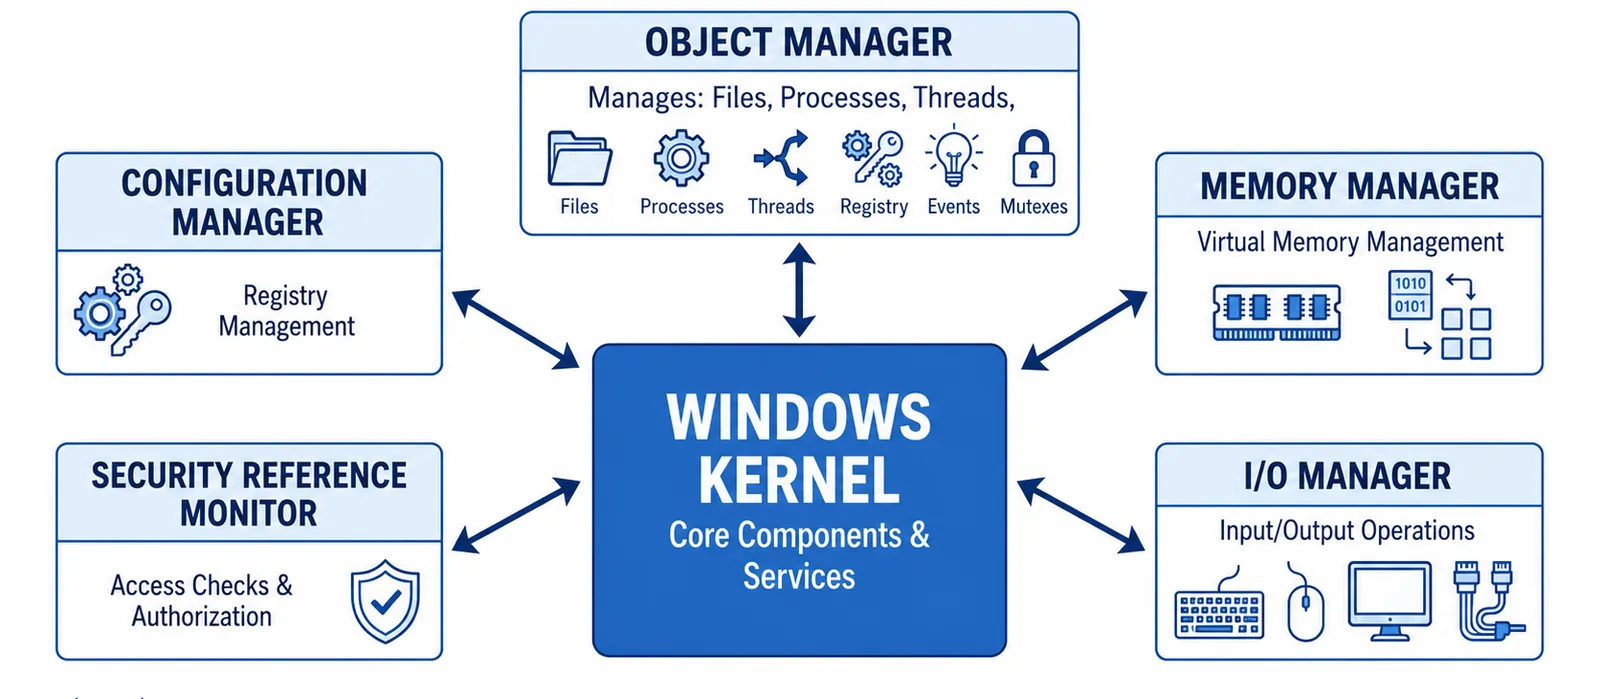 OBJECT MANAGER
Manages: Files, Processes, Threads,
Files
Processes
Threads
Registry
Events
Mutexes
CONFIGURATION
MANAGER
Registry
Management
MEMORY MANAGER
Virtual Memory Management
1010
0101
WINDOWS
KERNEL
Core Components &
Services
SECURITY REFERENCE
MONITOR
Access Checks &
Authorization
I/O MANAGER
Input/Output Operations